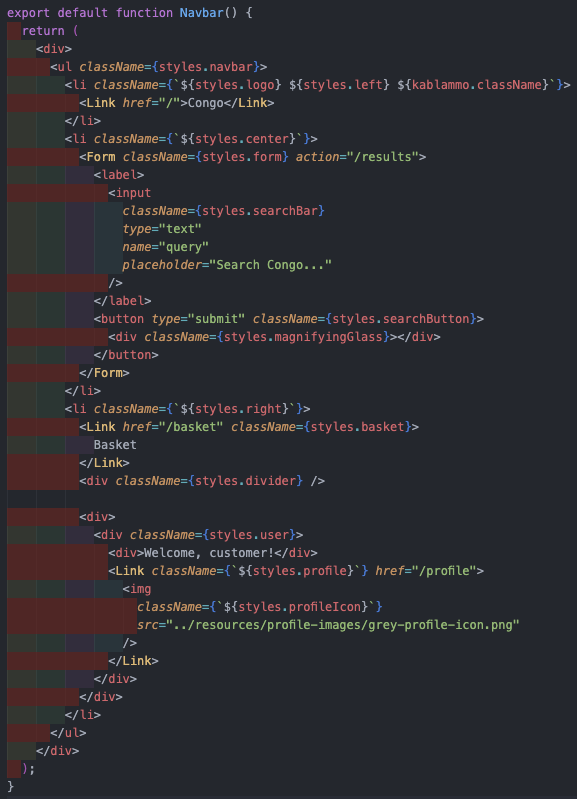 export default function Navbar() {
  return (
    <div>
      <ul className={styles.navbar}>
        <li className={`${styles.logo} ${styles.left} ${kablammo.className}`}>
          <Link href="/">Congo</Link>
        </li>
        <li className={`${styles.center}`}>
          <Form className={styles.form} action="/results">
            <label>
              <input
                className={styles.searchBar}
                type="text"
                name="query"
                placeholder="Search Congo..."
              />
            </label>
            <button type="submit" className={styles.searchButton}>
              <div className={styles.magnifyingGlass}></div>
            </button>
          </Form>
        </li>
        <li className={`${styles.right}`}>
          <Link href="/basket" className={styles.basket}>
            Basket
          </Link>
          <div className={styles.divider} />

          <div>
            <div className={styles.user}>
              <div>Welcome, customer!</div>
              <Link className={`${styles.profile}`} href="/profile">
                <img
                  className={`${styles.profileIcon}`}
                  src="../resources/profile-images/grey-profile-icon.png"
                />
              </Link>
            </div>
          </div>
        </li>
      </ul>
    </div>
  );
}